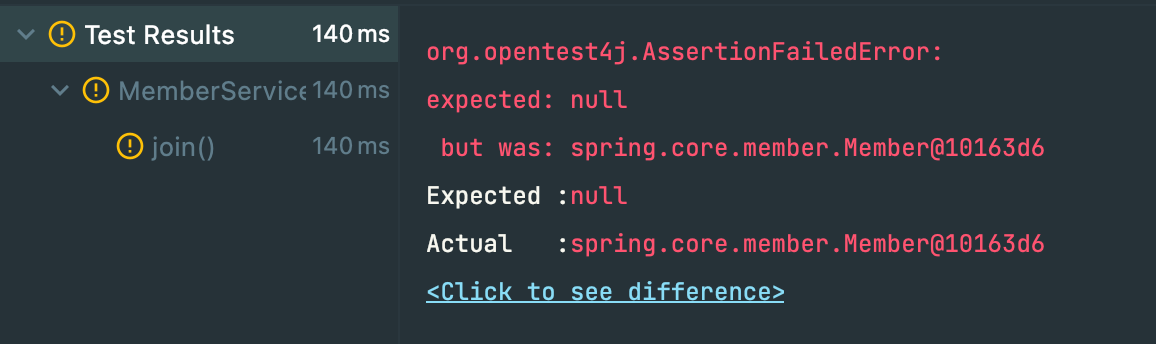 Test Results 140 ms
MemberService 140 ms
join() 140 ms
org.opentest4j.AssertionFailedError:
expected: null
but was: spring.core.member.Member@10163d6
Expected :null
Actual :spring.core.member.Member@10163d6
<Click to see difference>